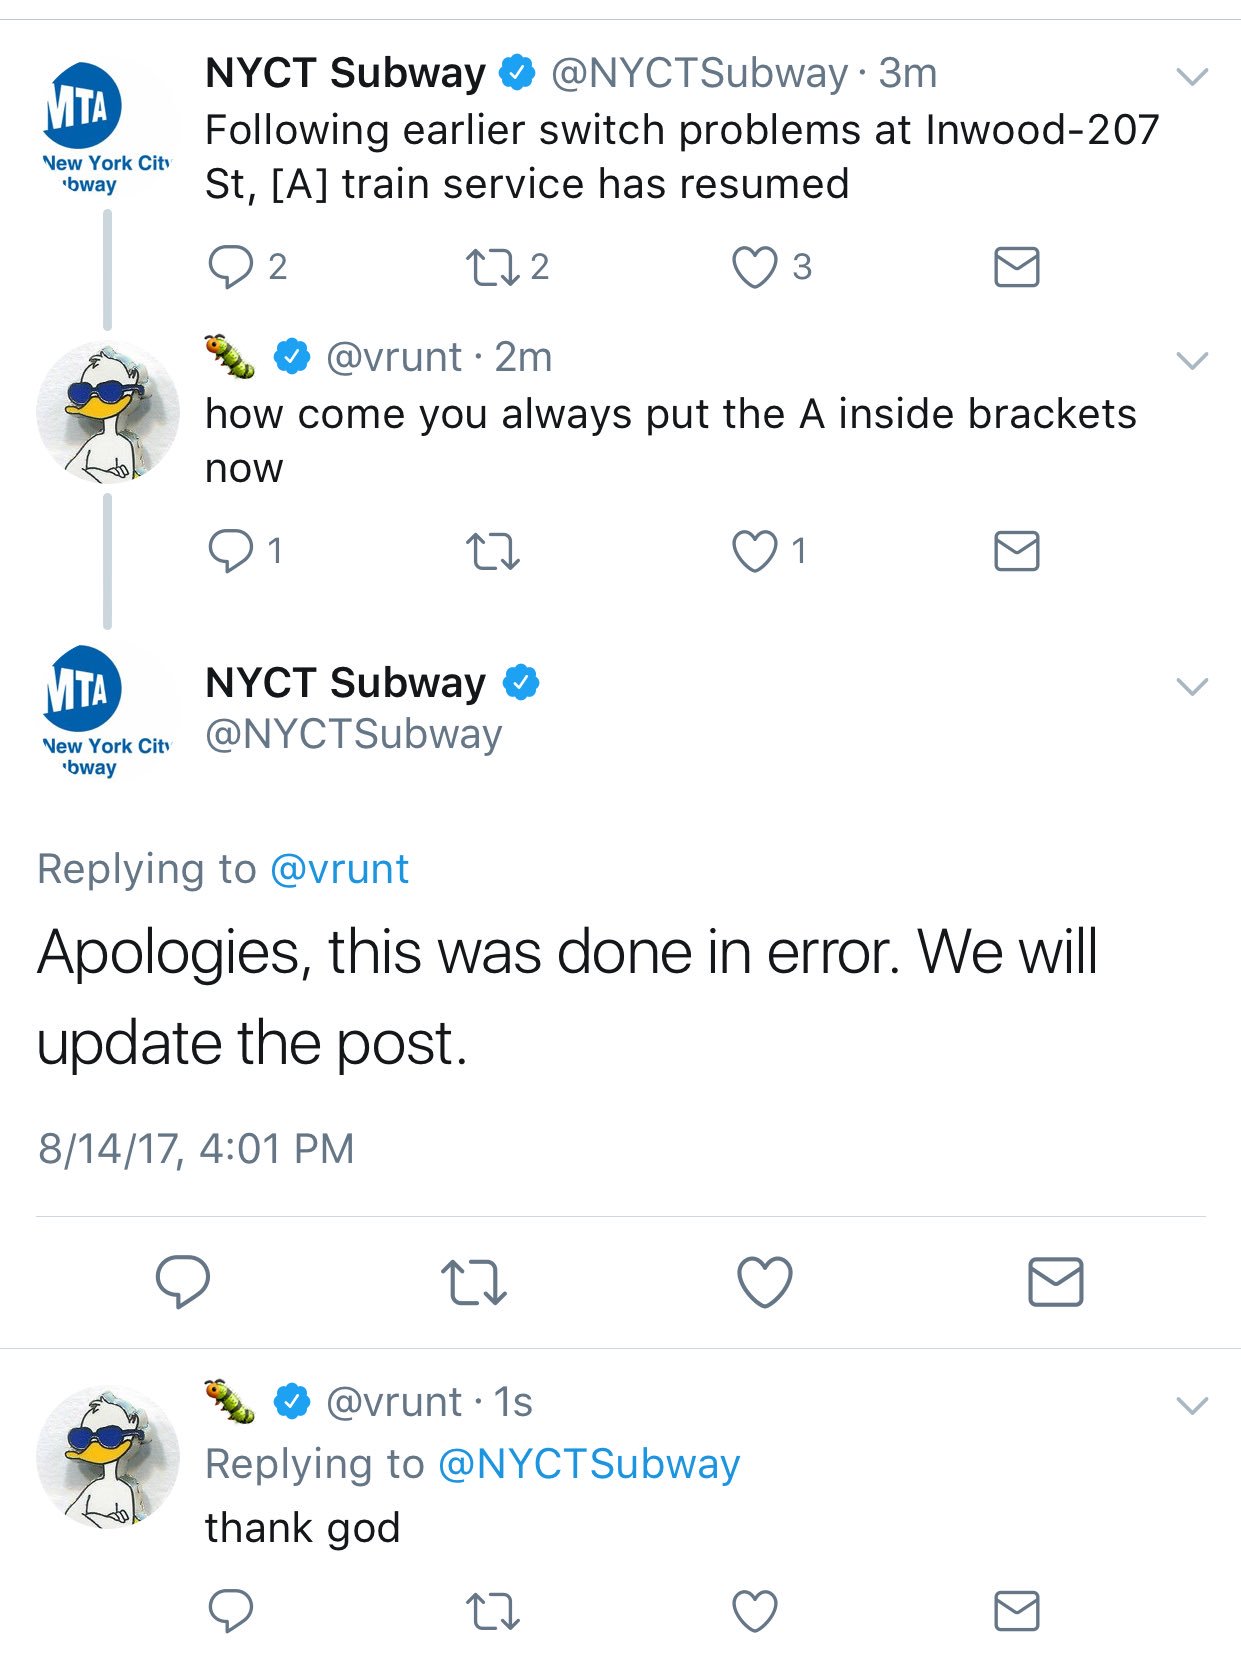 MTA
New York City
NYCT Subway @NYCTSubway · 3m
Following earlier switch problems at Inwood-207
St, [A] train service has resumed
2 2 3
@vrunt · 2m
how come you always put the A inside brackets
now
1 1
MTA
New York City
NYCT Subway
@NYCTSubway
Replying to @vrunt
Apologies, this was done in error. We will
update the post.
8/14/17, 4:01 PM
@vrunt · 1s
Replying to @NYCTSubway
thank god